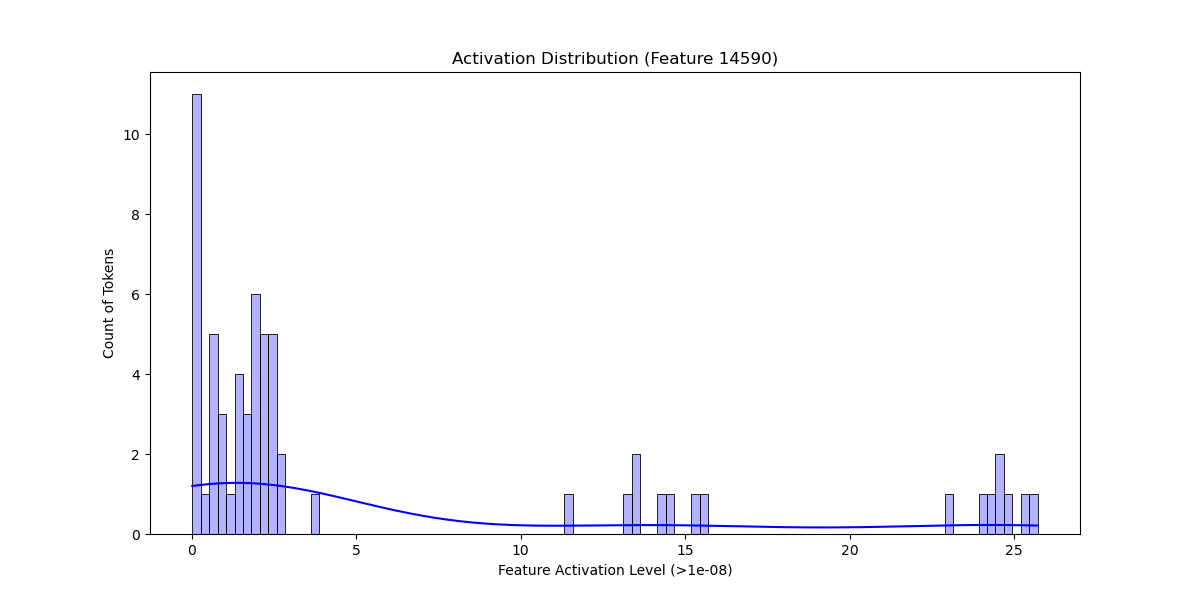 Activation Distribution (Feature 14590)
10
8
6
4
2
0
Count of Tokens
0 5 10 15 20 25
Feature Activation Level (>1e-08)